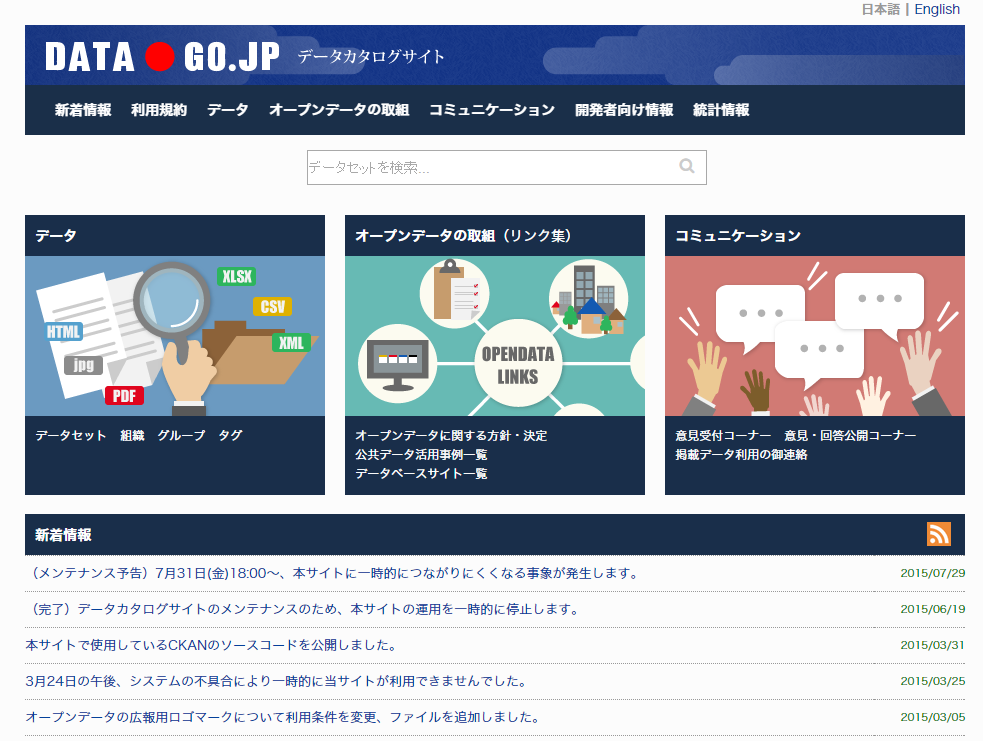 日本語 | English
DATA GO.JP データカタログサイト
新着情報 利用規約 データ オープンデータの取組 コミュニケーション 開発者向け情報 統計情報
データセットを検索...
データ
HTML
jpg
PDF
XLSX
CSV
XML
データセット 組織 グループ タグ
オープンデータの取組（リンク集）
OPENDATA
LINKS
オープンデータに関する方針・決定
公共データ活用事例一覧
データベースサイト一覧
コミュニケーション
意見受付コーナー 意見・回答公開コーナー
掲載データ利用の御連絡
新着情報
（メンテナンス予告）7月31日(金)18:00～、本サイトに一時的につながりにくくなる事象が発生します。 2015/07/29
（完了）データカタログサイトのメンテナンスのため、本サイトの運用を一時的に停止します。 2015/06/19
本サイトで使用しているCKANのソースコードを公開しました。 2015/03/31
3月24日の午後、システムの不具合により一時的に当サイトが利用できませんでした。 2015/03/25
オープンデータの広報用ロゴマークについて利用条件を変更、ファイルを追加しました。 2015/03/05